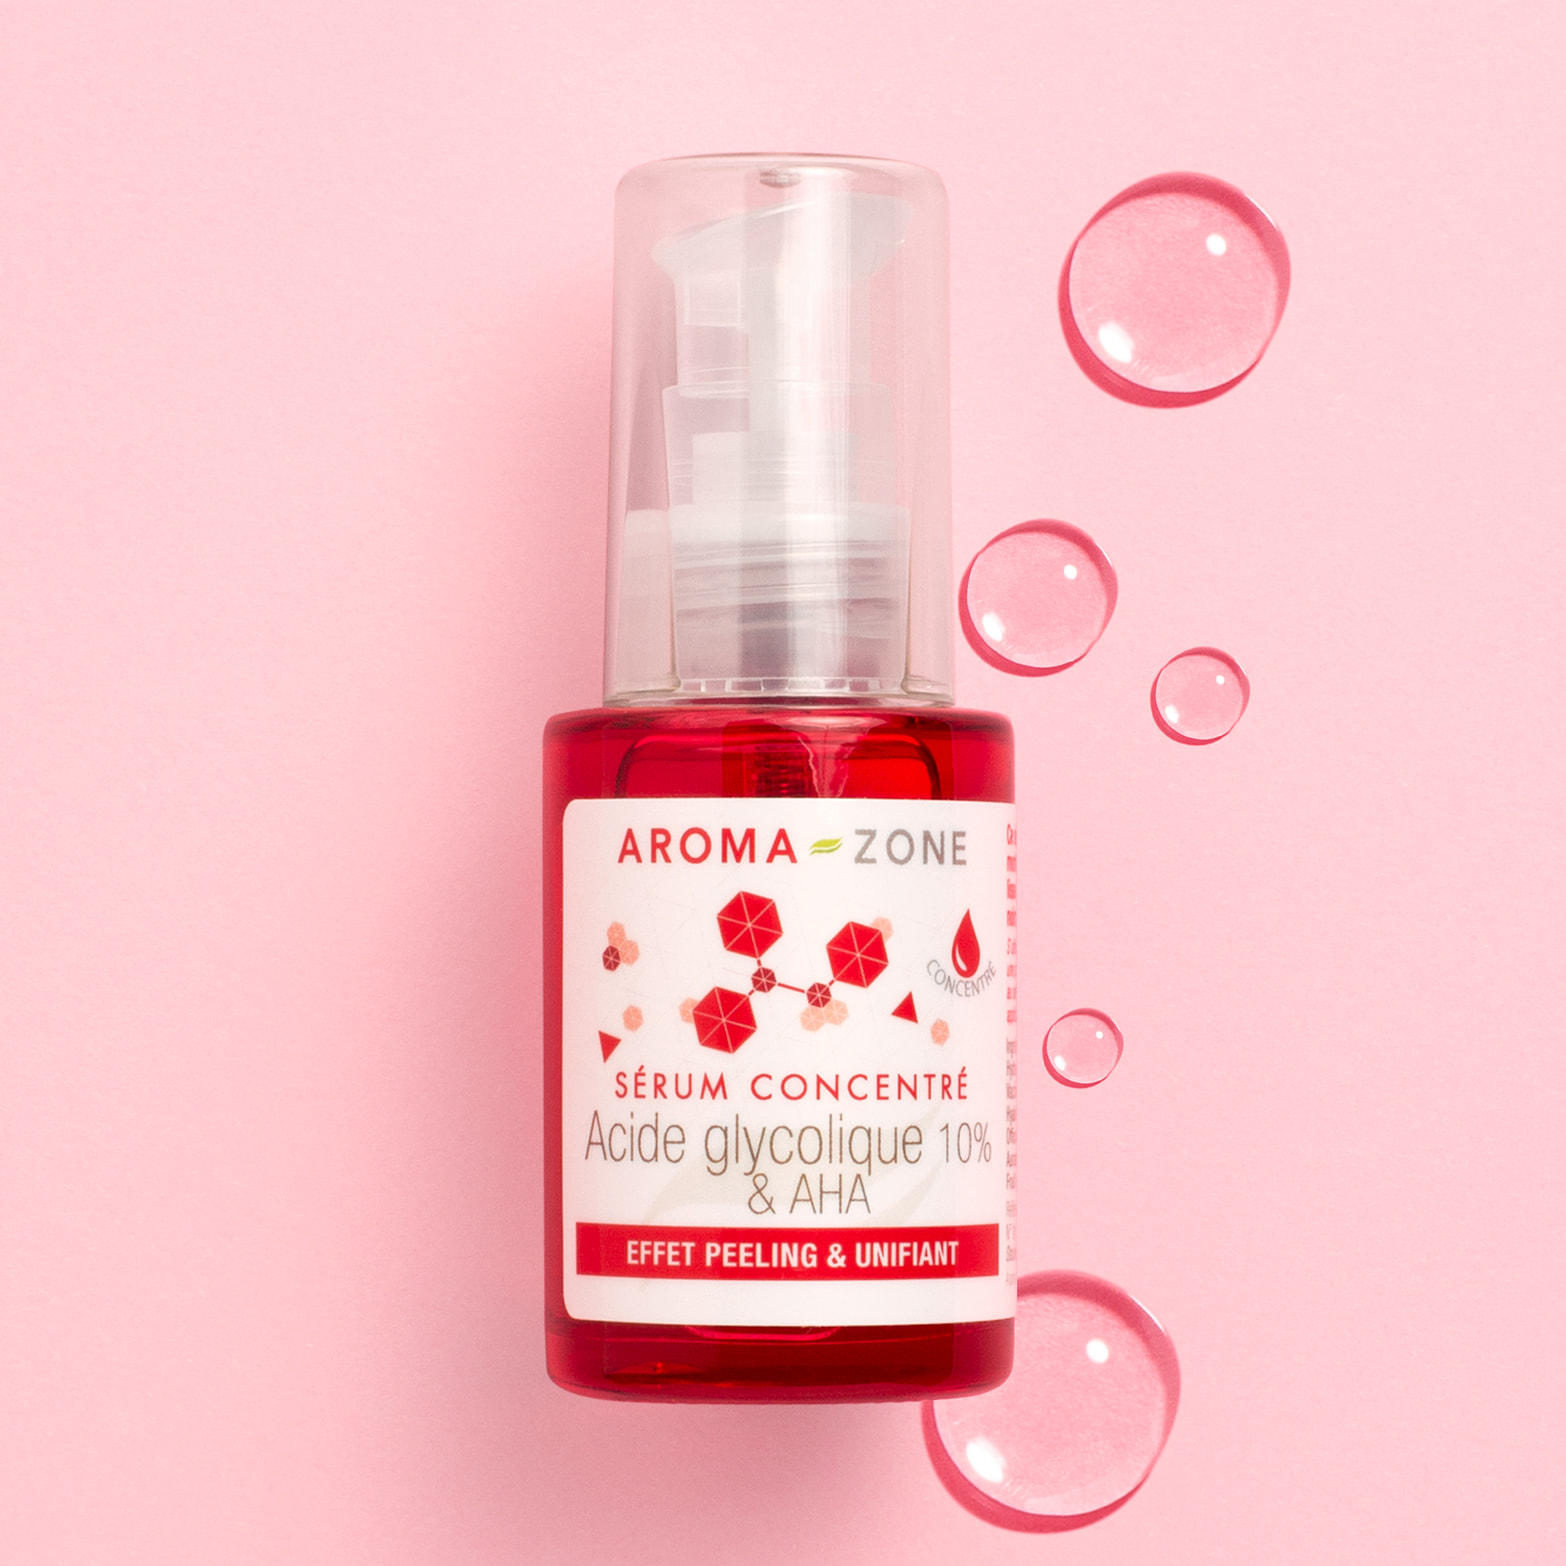 AROMA ZONE
CONCENTRÉ
SÉRUM CONCENTRÉ
Acide glycolique 10%
& AHA
EFFET PEELING & UNIFIANT